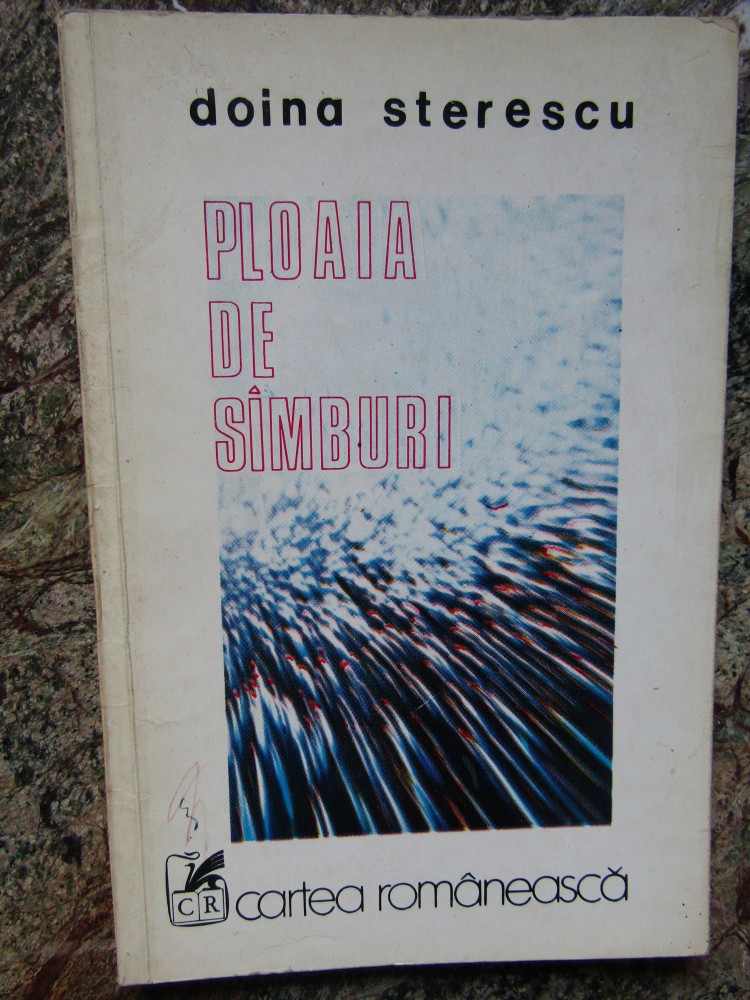 doina sterescu
PLOAIA
DE
SÎMBURI
CR
cartea românească